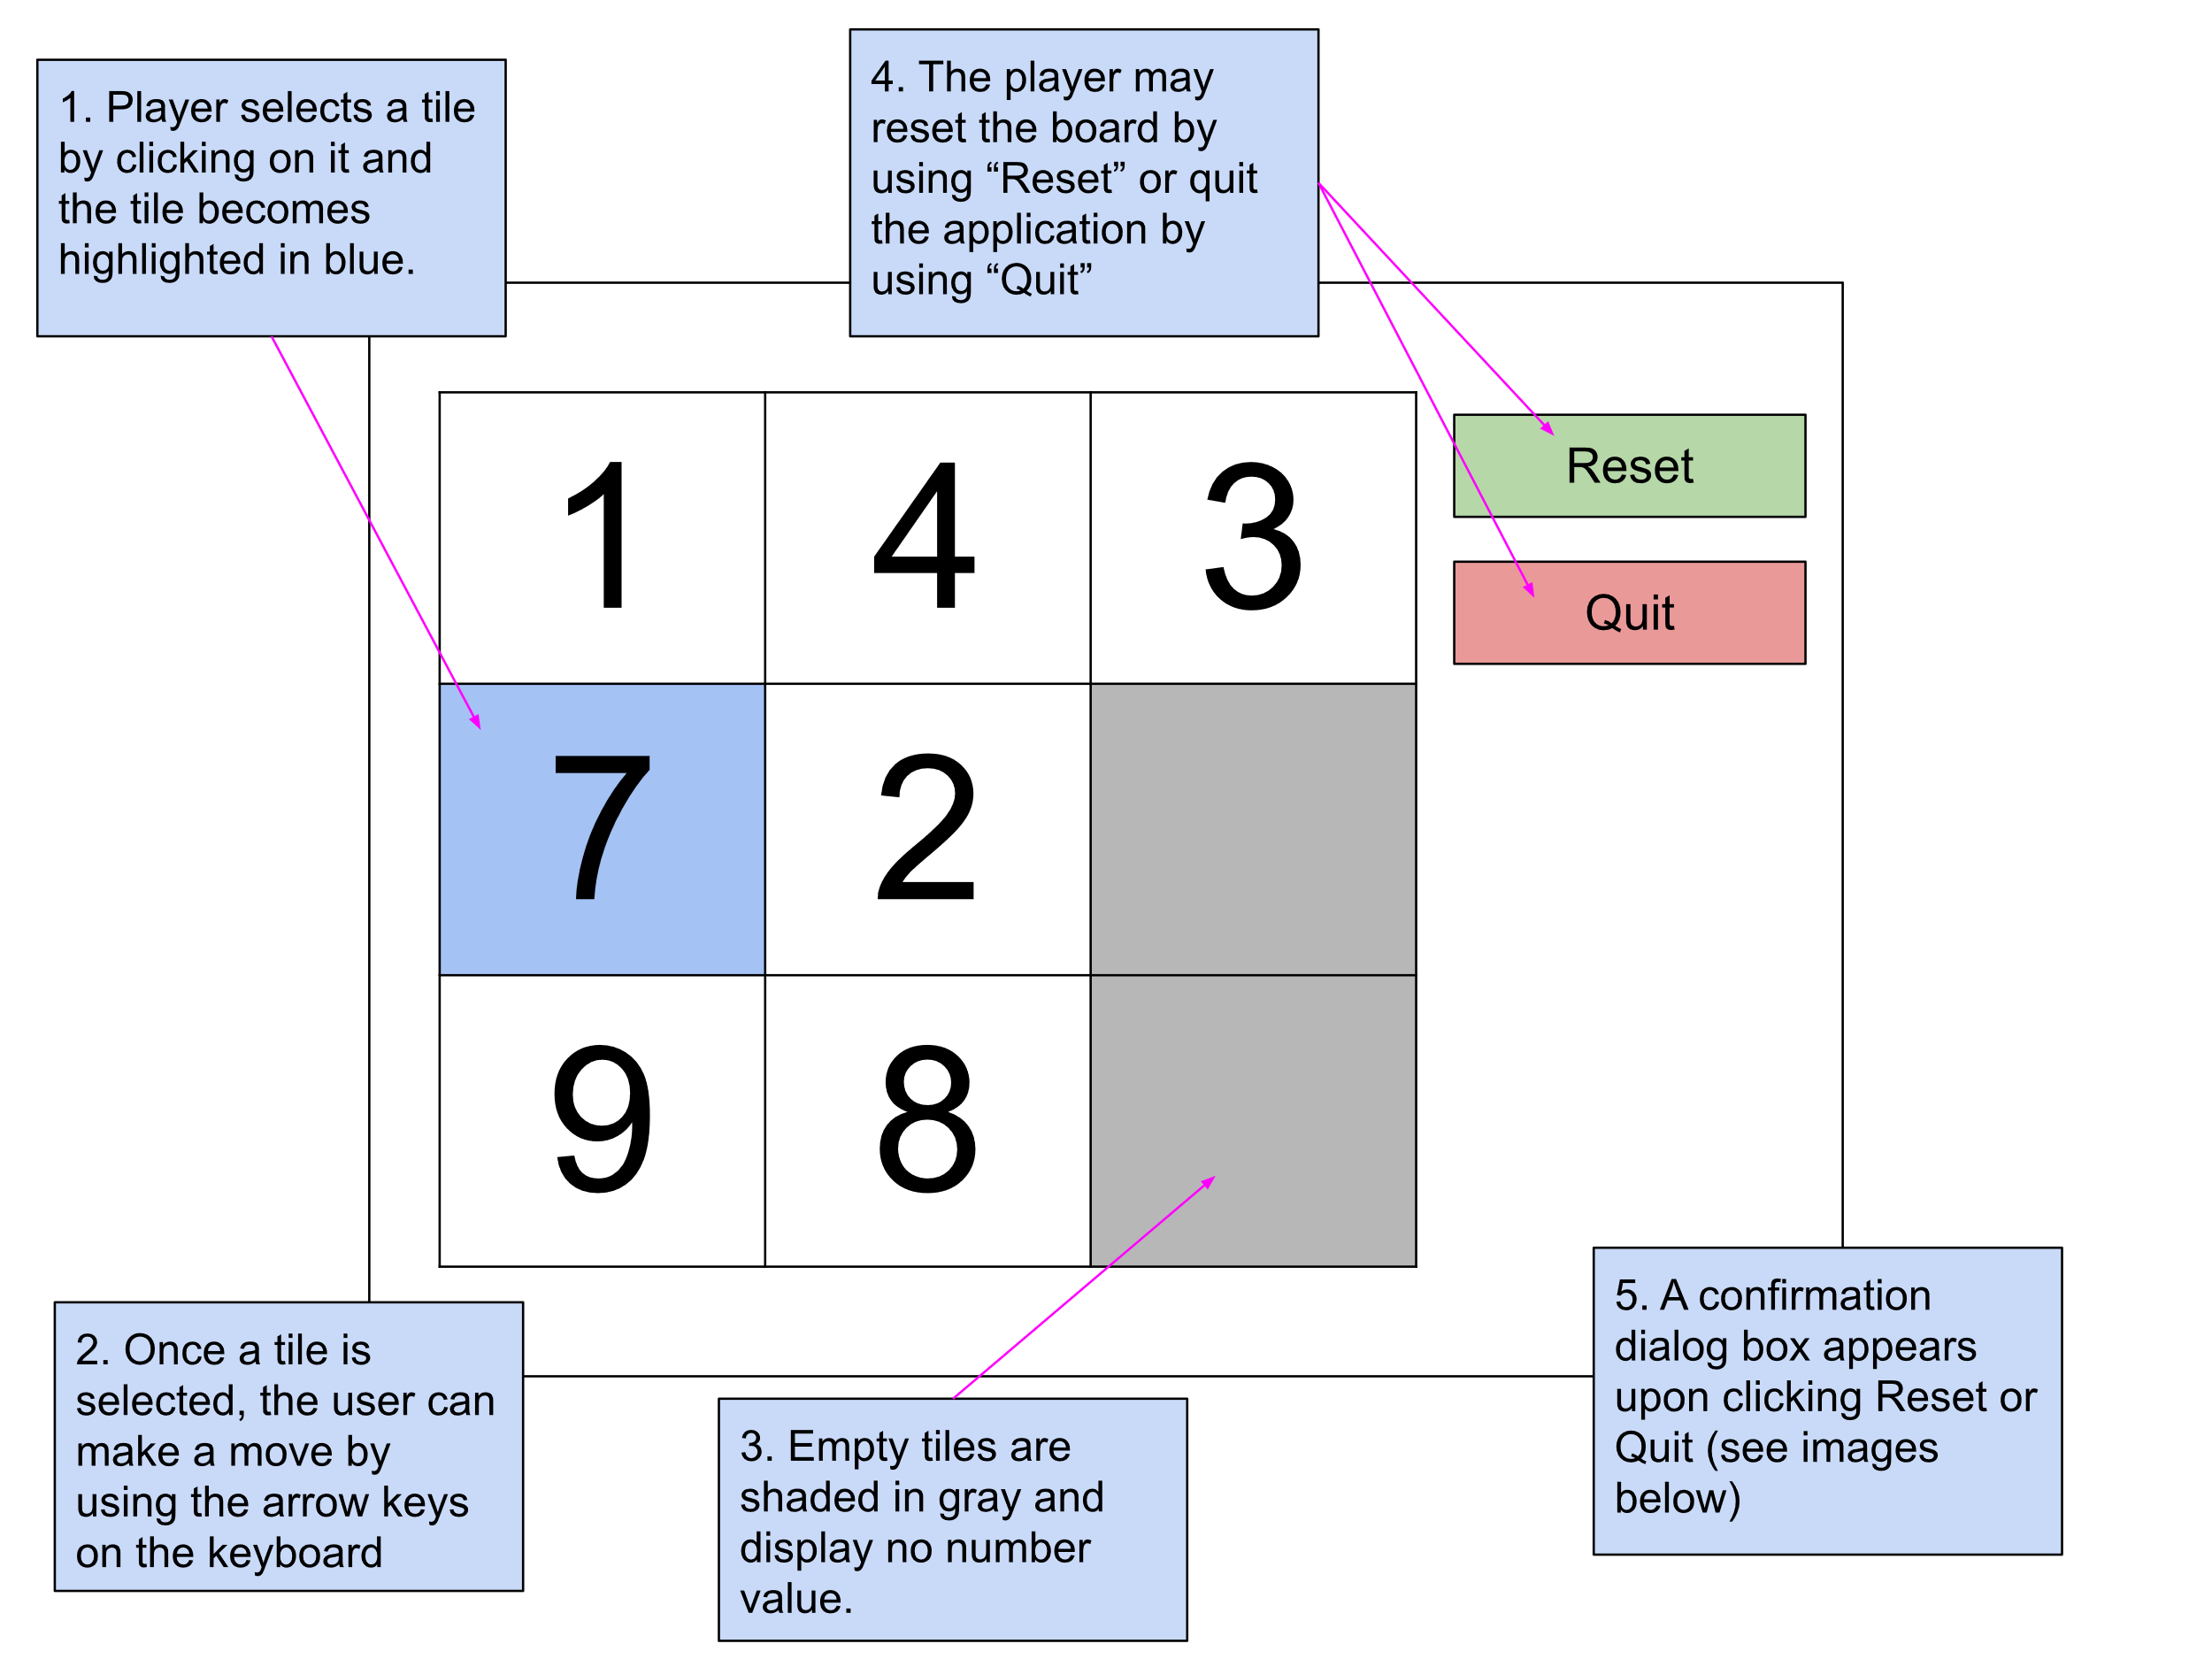 1. Player selects a tile
by clicking on it and
the tile becomes
highlighted in blue.
4. The player may
reset the board by
using “Reset” or quit
the application by
using “Quit”
1 4 3
Reset
Quit
7 2
9 8
2. Once a tile is
selected, the user can
make a move by
using the arrow keys
on the keyboard
3. Empty tiles are
shaded in gray and
display no number
value.
5. A confirmation
dialog box appears
upon clicking Reset or
Quit (see images
below)